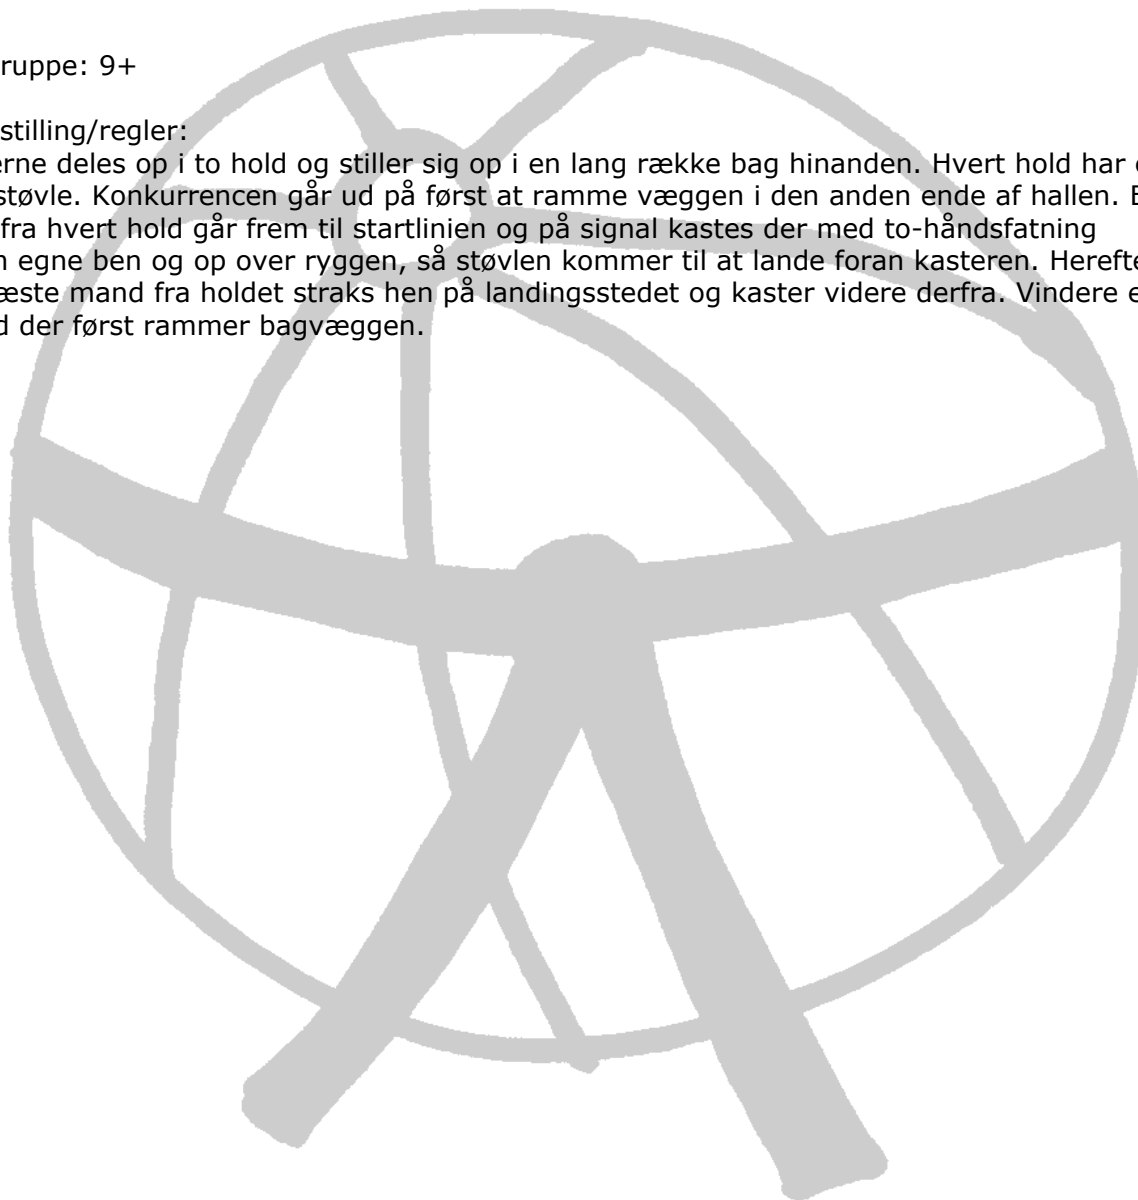 ruppe: 9+
stilling/regler:
erne deles op i to hold og stiller sig op i en lang række bag hinanden. Hvert hold har
støvle. Konkurrencen går ud på først at ramme væggen i den anden ende af hallen.
fra hvert hold går frem til startlinien og på signal kastes der med to-håndsfatning
egne ben og op over ryggen, så støvlen kommer til at lande foran kasteren. Herefte
æste mand fra holdet straks hen på landingsstedet og kaster videre derfra. Vindere e
d der først rammer bagvæggen.